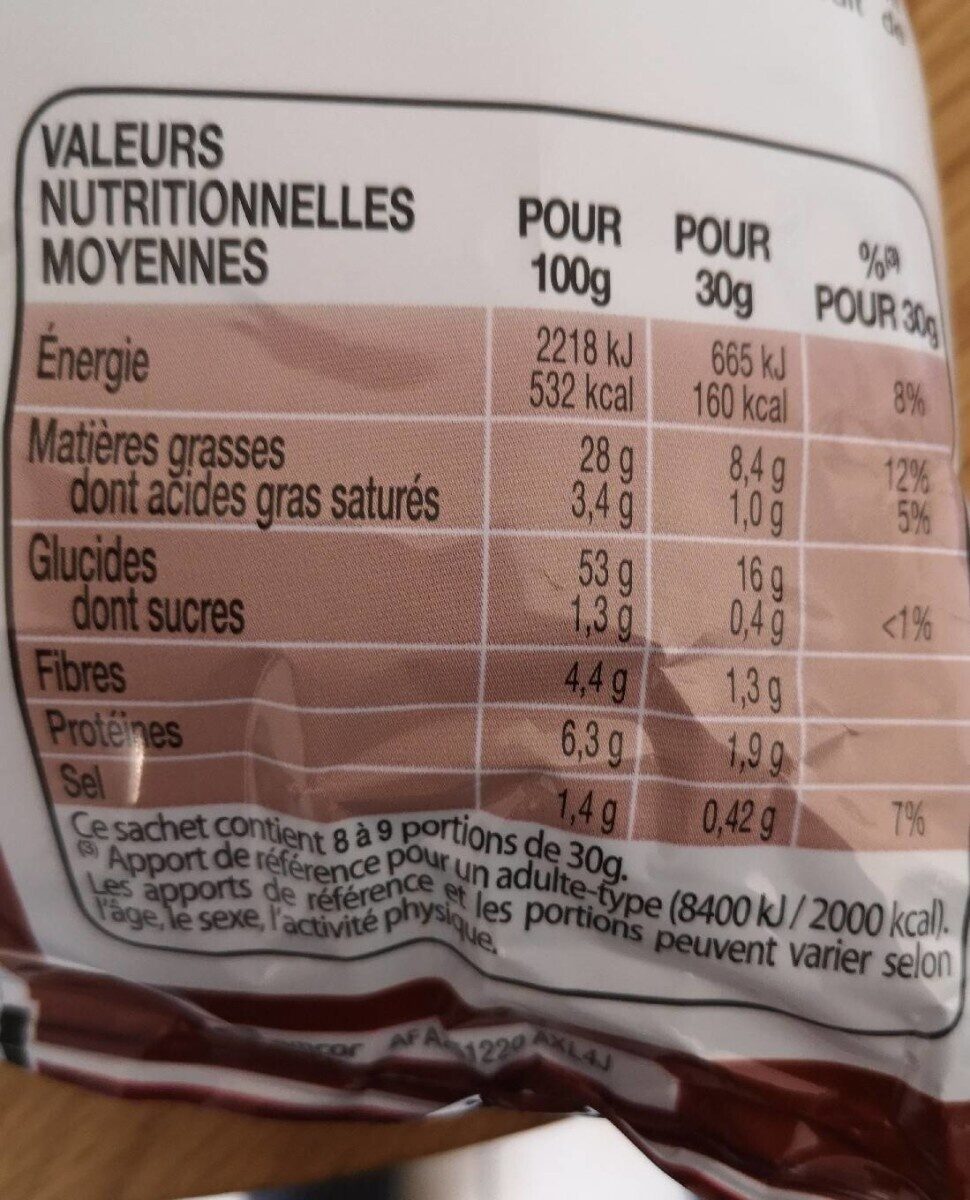 de
VALEURS
NUTRITIONNELLES
MOYENNES
POUR 100g POUR 30g %(3) POUR 30g
Énergie 2218 kJ 665 kJ
532 kcal 160 kcal 8%
Matières grasses 28 g 8,4 g 12%
dont acides gras saturés 3,4 g 1,0 g 5%
Glucides 53 g 16 g
dont sucres 1,3 g 0,4 g <1%
Fibres 4,4 g 1,3 g
Protéines 6,3 g 1,9 g
Sel 1,4 g 0,42 g 7%
Ce sachet contient 8 à 9 portions de 30g.
(3) Apport de référence pour un adulte-type (8400 kJ / 2000 kcal).
Les apports de référence et les portions peuvent varier selon
l'âge, le sexe, l'activité physique.
1220 AXL4J